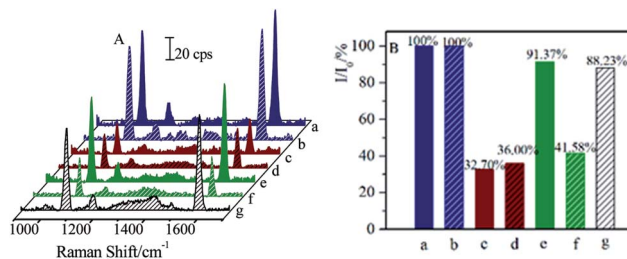 A
20 cps
a
b
c
d
e
f
g
1000 1200 1400 1600
Raman Shift/cm⁻¹
B
I/I₀/%
100
80
60
40
20
0
100%
100%
32.70%
36.00%
91.37%
41.58%
88.23%
a b c d e f g